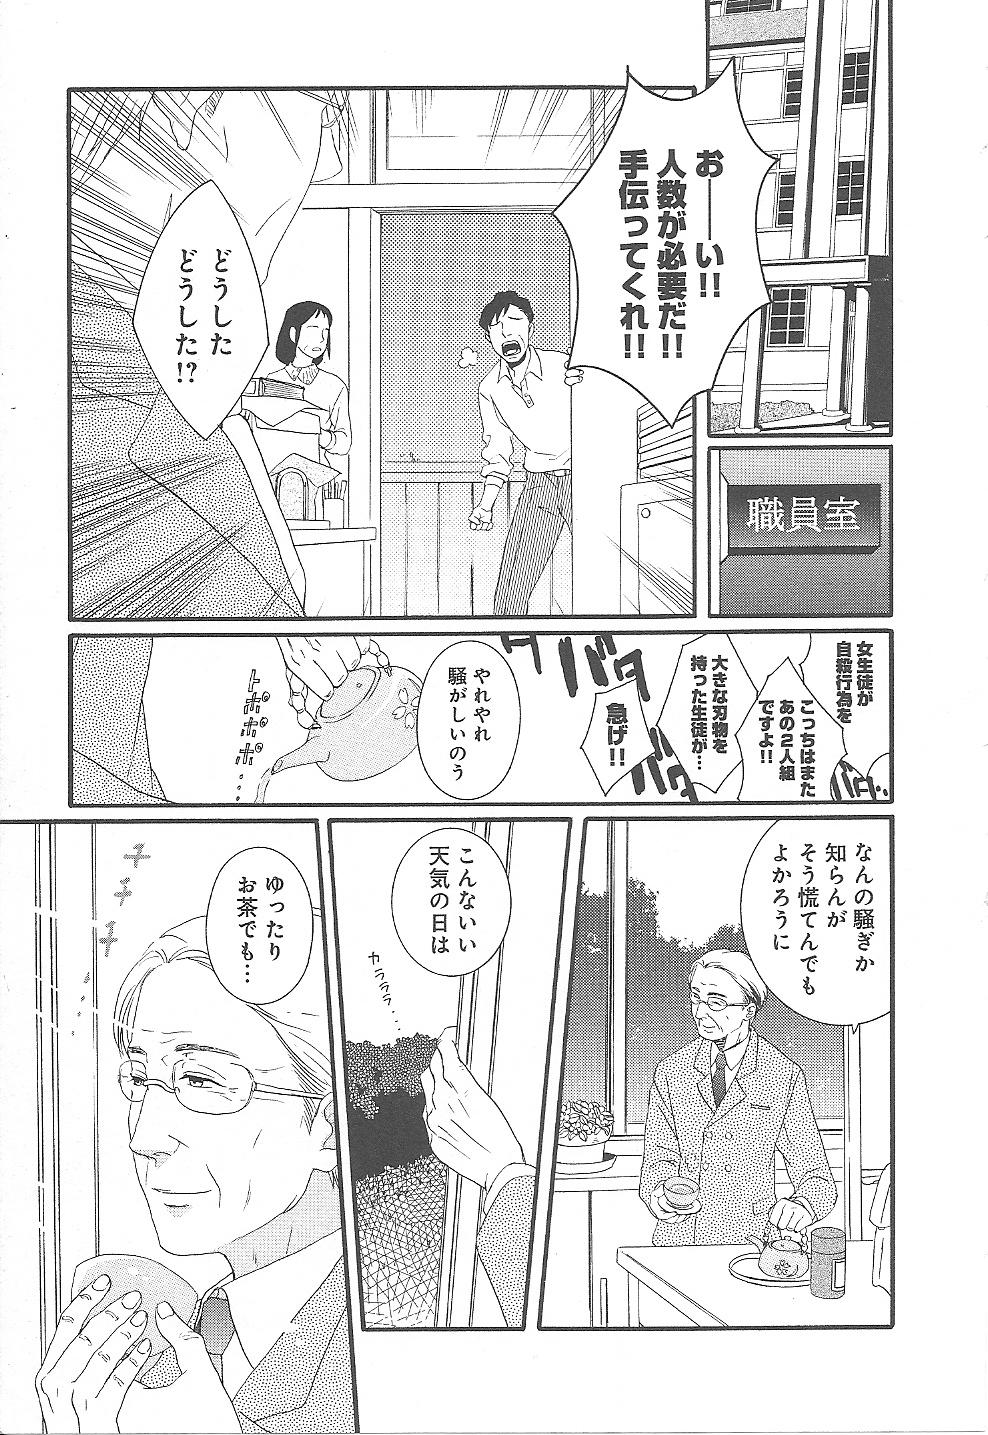 おーい!!
人数が必要だ!!
手伝ってくれ!!
職員室
どうした
どうした!?
女生徒が
自殺行為を
こっちはまた
あの2人組
ですよ!!
大きな刃物を
持った生徒が…
急げ!!
バタ
バタ
やれやれ
騒がしいのう
トポポポ…
なんの騒ぎか
知らんが
そう慌てんでも
よかろうに
こんないい
天気の日は
カラララ…
ゆったり
お茶でも…
チチチ…